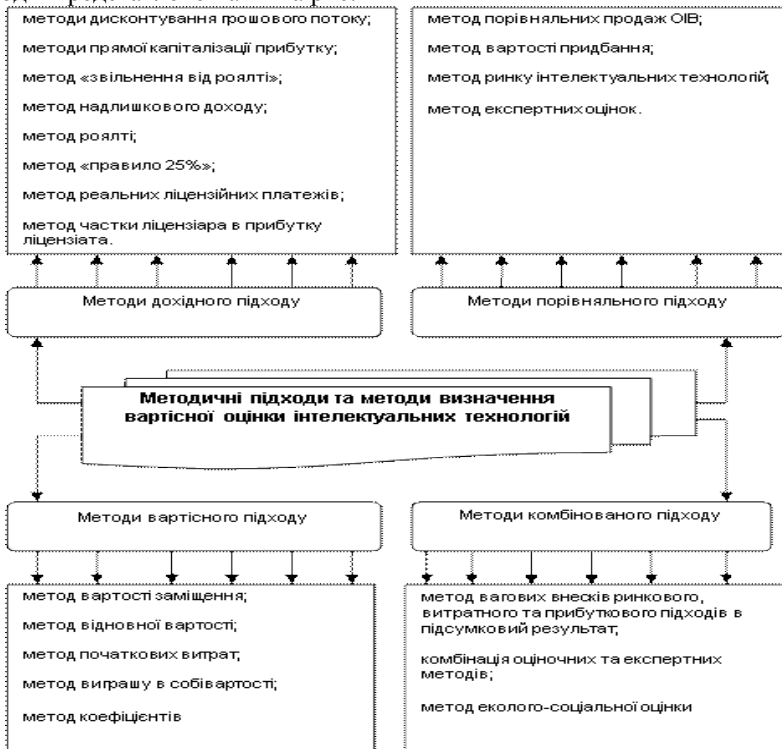 методи дисконтування грошового потоку;
методи прямої капіталізації прибутку;
метод «звільнення від роялті»;
метод надлишкового доходу;
метод роялті;
метод «правило 25%»;
метод реальних ліцензійних платежів;
метод частки ліцензіара в прибутку
ліцензіата.
метод порівняльних продаж ОІВ;
метод вартості придбання;
метод ринку інтелектуальних технологій;
метод експертних оцінок.
Методи дохідного підходу
Методи порівняльного підходу
Методичні підходи та методи визначення
вартісної оцінки інтелектуальних технологій
Методи вартісного підходу
Методи комбінованого підходу
метод вартості заміщення;
метод відновної вартості;
метод початкових витрат;
метод виграшу в собівартості;
метод коефіцієнтів
метод вагових внесків ринкового,
витратного та прибуткового підходів в
підсумковий результат;
комбінація оціночних та експертних
методів;
метод еколого-соціальної оцінки